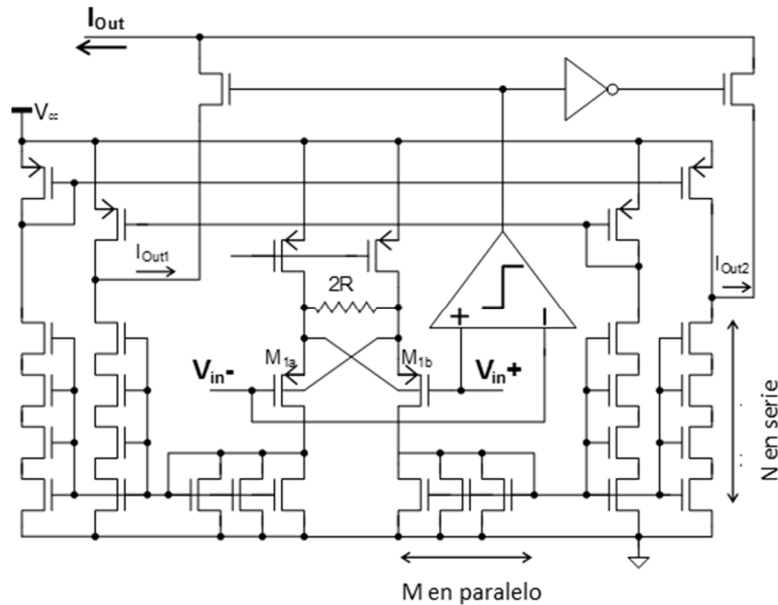 IOut
Vcc
IOut1
2R
IOut2
+
M1a
M1b
Vin-
Vin+
N en serie
M en paralelo